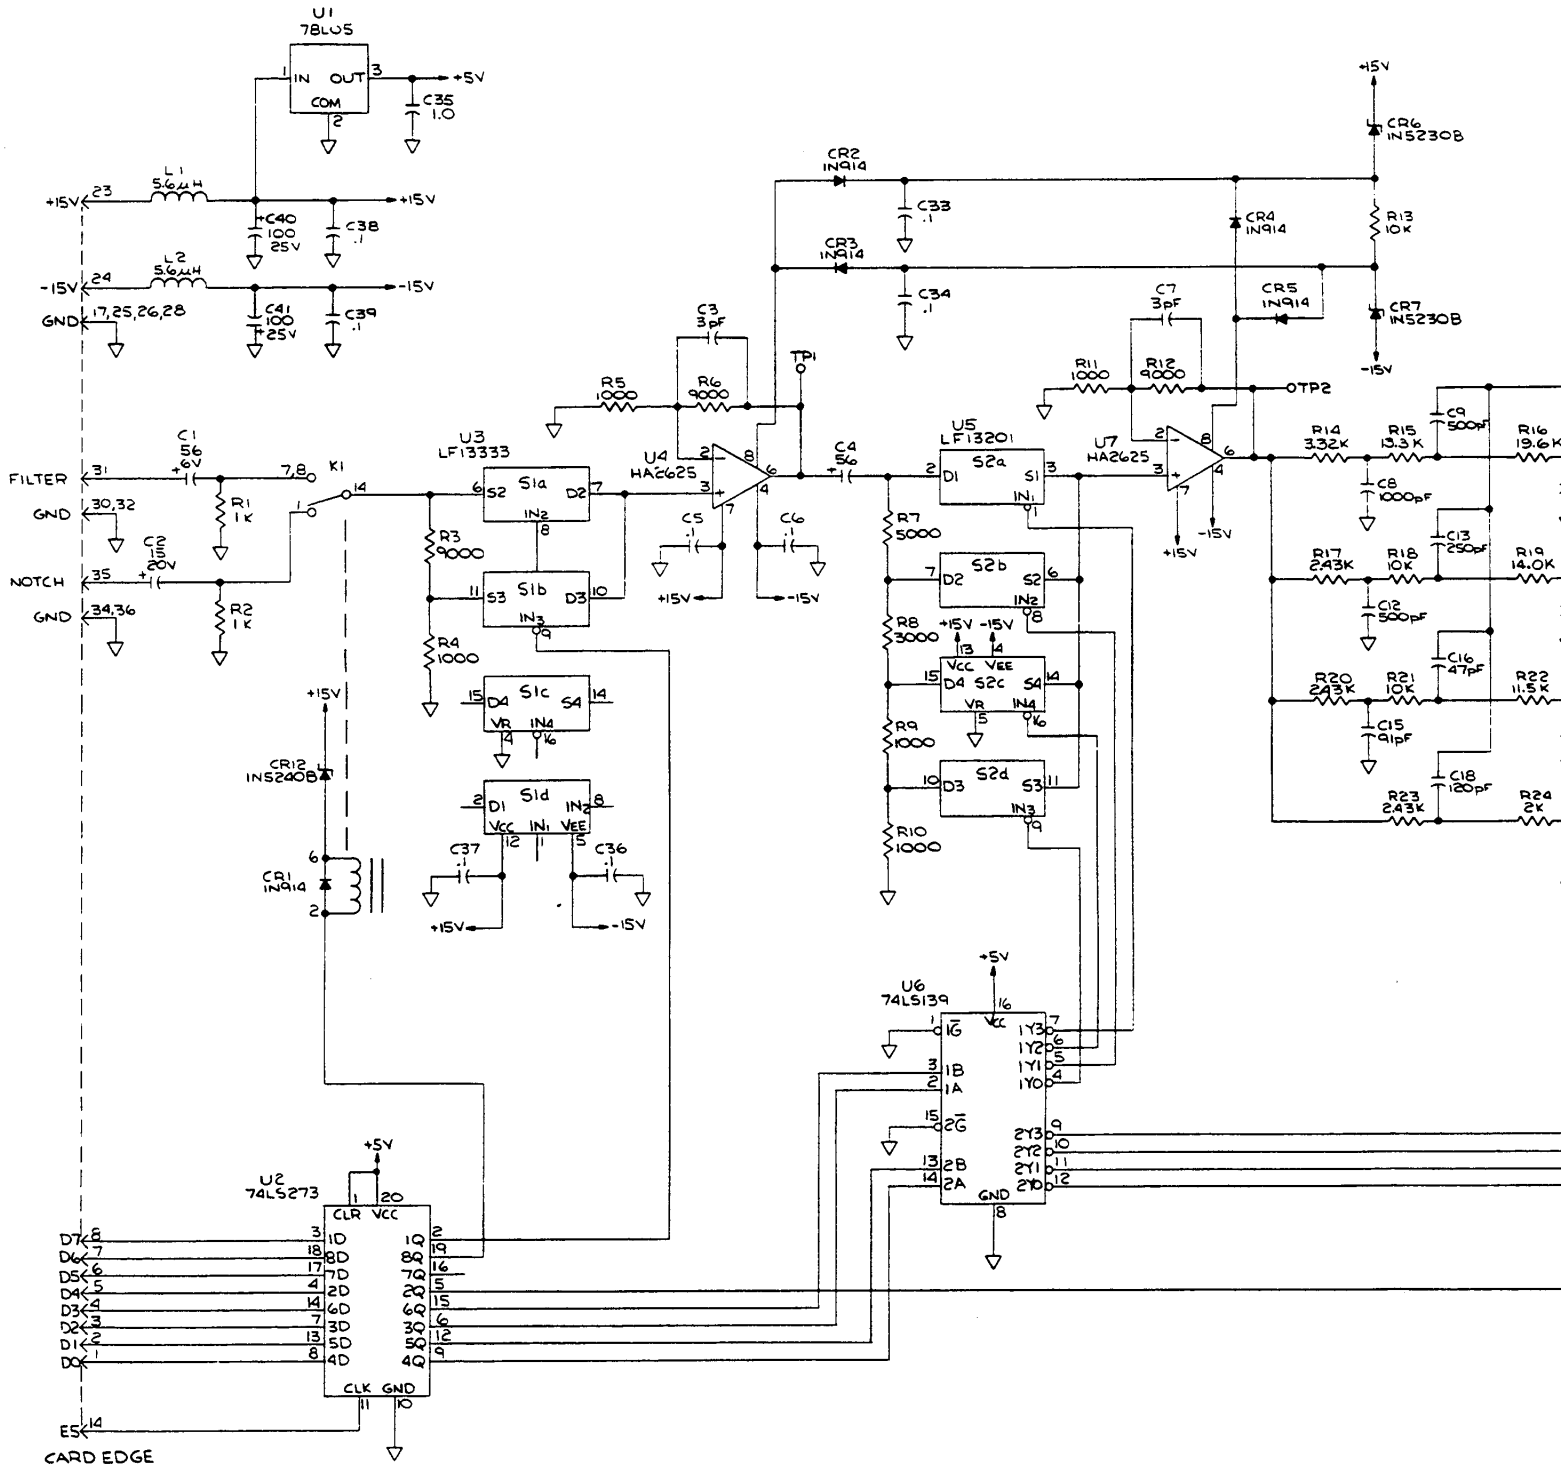 U1
78L05
1 IN OUT 3
COM
2
+5V
C35
1.0
+15V
CR6
1N5230B
CR2
1N914
L1
5.6µH
+15V 23
+15V
C40
100
25V
C38
.1
C33
.1
CR4
1N914
R13
10K
CR3
1N914
L2
5.6µH
-15V 24
-15V
C41
100
25V
C39
.1
C34
.1
CR5
1N914
CR7
1N5230B
-15V
GND 17,25,26,28
C3
3pF
C7
3pF
TP1
R5
1000
R6
9000
R11
1000
R12
9000
TP2
U3
LF13333
U4
HA2625
2 8 6 3 4 7
C4
56
U5
LF13201
U7
HA2625
2 8 6 3 4 7
C1
56
6V
FILTER 31
7,8
K1
14
1
GND 30,32
R1
1K
C2
15
20V
NOTCH 35
GND 34,36
R2
1K
6 S2 S1a D2 7
IN2
8
R3
9000
11 S3 S1b D3 10
IN3
9
R4
1000
15 D4 S1c S4 14
VR IN4
4 16
2 D1 S1d IN2 8
VCC IN1 VEE
12 1 5
C37
.1
C36
.1
+15V
-15V
C5
.1
C6
.1
+15V
-15V
2 D1 S2a S1 3
IN1
1
R7
5000
7 D2 S2b S2 6
IN2
8
R8
3000
+15V -15V
13 4
VCC VEE
15 D4 S2c S4 14
VR IN4
5 16
R9
1000
10 D3 S2d S3 11
IN3
9
R10
1000
+15V
-15V
R14
3.32K
R15
13.3K
C9
500pF
R16
19.6K
C8
1000pF
R17
2.43K
R18
10K
C13
250pF
R19
14.0K
C12
500pF
R20
2.43K
R21
10K
C16
47pF
R22
11.5K
C15
91pF
C18
120pF
R23
2.43K
R24
2K
+15V
CR12
1N5240B
6
CR1
1N914
2
+5V
U6
74LS139
16
VCC
1 1G 1Y3 7
1Y2 6
3 1B 1Y1 5
2 1A 1Y0 4
15 2G
2Y3 9
2Y2 10
13 2B 2Y1 11
14 2A 2Y0 12
GND
8
+5V
U2
74LS273
1 20
CLR VCC
D7 8 3 1D 1Q 2
D6 7 18 8D 8Q 19
D5 6 17 7D 7Q 16
D4 5 4 2D 2Q 5
D3 4 14 6D 6Q 15
D2 3 7 3D 3Q 6
D1 2 13 5D 5Q 12
D0 1 8 4D 4Q 9
CLK GND
11 10
E5 14
CARD EDGE